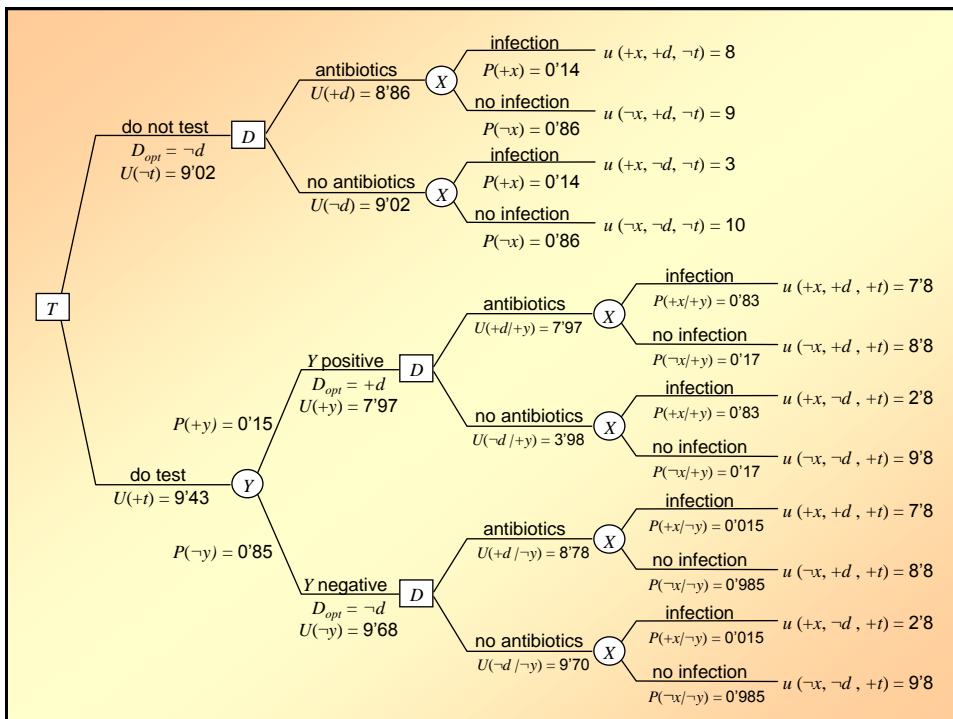 infection
P(+x) = 0'14
u (+x, +d, ¬t) = 8
antibiotics
U(+d) = 8'86
X
no infection
P(¬x) = 0'86
u (¬x, +d, ¬t) = 9
do not test
D_opt = ¬d
U(¬t) = 9'02
D
infection
P(+x) = 0'14
u (+x, ¬d, ¬t) = 3
no antibiotics
U(¬d) = 9'02
X
no infection
P(¬x) = 0'86
u (¬x, ¬d, ¬t) = 10
T
infection
P(+x/+y) = 0'83
u (+x, +d , +t) = 7'8
antibiotics
U(+d/+y) = 7'97
X
no infection
P(¬x/+y) = 0'17
u (¬x, +d , +t) = 8'8
Y positive
D_opt = +d
U(+y) = 7'97
D
infection
P(+x/+y) = 0'83
u (+x, ¬d , +t) = 2'8
no antibiotics
U(¬d /+y) = 3'98
X
no infection
P(¬x/+y) = 0'17
u (¬x, ¬d , +t) = 9'8
P(+y) = 0'15
do test
U(+t) = 9'43
Y
P(¬y) = 0'85
infection
P(+x/¬y) = 0'015
u (+x, +d , +t) = 7'8
antibiotics
U(+d /¬y) = 8'78
X
no infection
P(¬x/¬y) = 0'985
u (¬x, +d , +t) = 8'8
Y negative
D_opt = ¬d
U(¬y) = 9'68
D
infection
P(+x/¬y) = 0'015
u (+x, ¬d , +t) = 2'8
no antibiotics
U(¬d /¬y) = 9'70
X
no infection
P(¬x/¬y) = 0'985
u (¬x, ¬d , +t) = 9'8